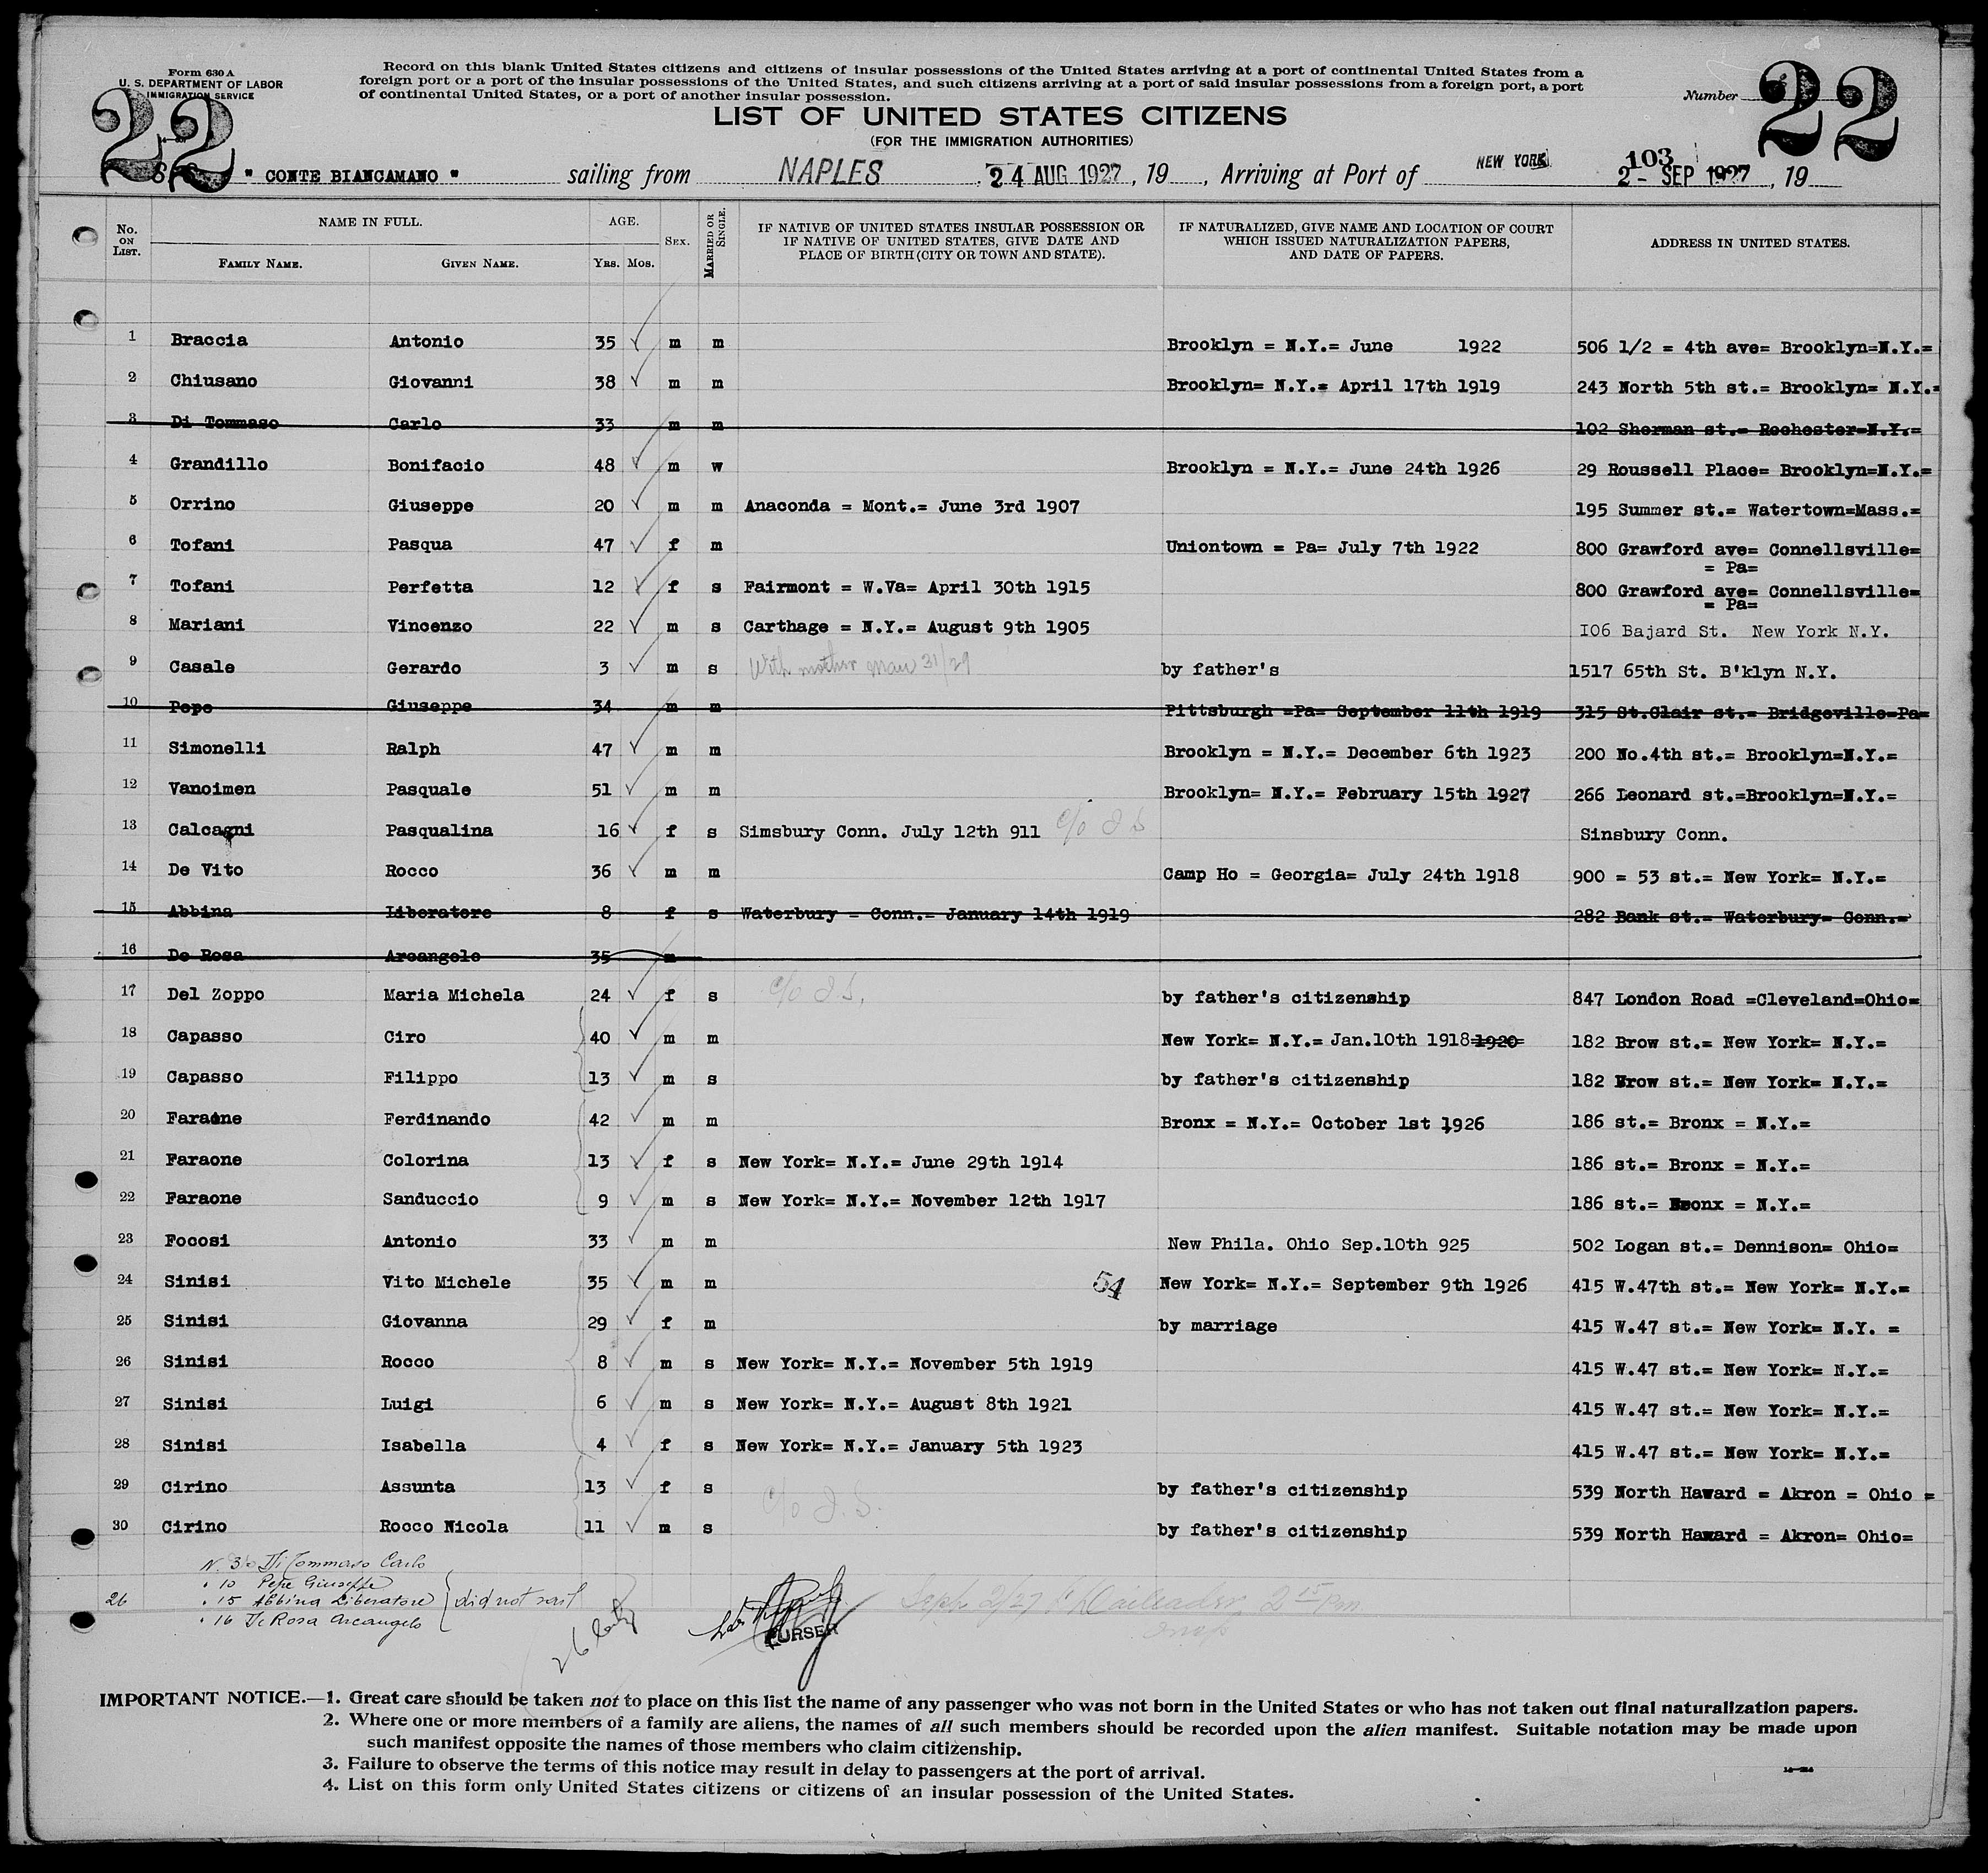 Form 630 A
U. S. DEPARTMENT OF LABOR
IMMIGRATION SERVICE
22
Record on this blank United States citizens and citizens of insular possessions of the United States arriving at a port of continental United States from a
foreign port or a port of the insular possessions of the United States, and such citizens arriving at a port of said insular possessions from a foreign port, a port
of continental United States, or a port of another insular possession.
Number 22
LIST OF UNITED STATES CITIZENS
(FOR THE IMMIGRATION AUTHORITIES)
" CONTE BIANCAMANO " sailing from NAPLES 24 AUG 1927, 19 , Arriving at Port of NEW YORK 103 2- SEP 1927, 19
No. ON LIST. NAME IN FULL. FAMILY NAME. GIVEN NAME. AGE. YRS. MOS. SEX. MARRIED OR SINGLE. IF NATIVE OF UNITED STATES INSULAR POSSESSION OR IF NATIVE OF UNITED STATES, GIVE DATE AND PLACE OF BIRTH (CITY OR TOWN AND STATE). IF NATURALIZED, GIVE NAME AND LOCATION OF COURT WHICH ISSUED NATURALIZATION PAPERS, AND DATE OF PAPERS. ADDRESS IN UNITED STATES.
1 Braccia Antonio 35 m m Brooklyn = N.Y.= June 1922 506 1/2 = 4th ave= Brooklyn=N.Y.=
2 Chiusano Giovanni 38 m m Brooklyn= N.Y.= April 17th 1919 243 North 5th st.= Brooklyn= N.Y.=
3 Di Tommaso Carlo 33 m m 102 Sherman st.= Rochester=N.Y.=
4 Grandillo Bonifacio 48 m w Brooklyn = N.Y.= June 24th 1926 29 Roussell Place= Brooklyn=N.Y.=
5 Orrino Giuseppe 20 m m Anaconda = Mont.= June 3rd 1907 195 Summer st.= Watertown=Mass.=
6 Tofani Pasqua 47 f m Uniontown = Pa= July 7th 1922 800 Grawford ave= Connellsville=
= Pa=
7 Tofani Perfetta 12 f s Fairmont = W.Va= April 30th 1915 800 Grawford ave= Connellsville=
= Pa=
8 Mariani Vincenzo 22 m s Carthage = N.Y.= August 9th 1905 I06 Bajard St. New York N.Y.
9 Casale Gerardo 3 m s With mother 31/29 by father's 1517 65th St. B'klyn N.Y.
10 Pepe Giuseppe 34 m m Pittsburgh =Pa= September 11th 1919 315 St.Clair st.= Bridgeville=Pa=
11 Simonelli Ralph 47 m m Brooklyn = N.Y.= December 6th 1923 200 No.4th st.= Brooklyn=N.Y.=
12 Vanoimen Pasquale 51 m m Brooklyn= N.Y.= February 15th 1927 266 Leonard st.=Brooklyn=N.Y.=
13 Calcagni Pasqualina 16 f s Simsbury Conn. July 12th 911 Sinsbury Conn.
14 De Vito Rocco 36 m m Camp Ho = Georgia= July 24th 1918 900 = 53 st.= New York= N.Y.=
15 Abbina Liberatore 8 f s Waterbury = Conn.= January 14th 1919 282 Bank st.= Waterbury= Conn.=
16 De Rosa Arcangelo 35 m
17 Del Zoppo Maria Michela 24 f s by father's citizenship 847 London Road =Cleveland=Ohio=
18 Capasso Ciro 40 m m New York= N.Y.= Jan.10th 1918=1920= 182 Brow st.= New York= N.Y.=
19 Capasso Filippo 13 m s by father's citizenship 182 Brow st.= New York= N.Y.=
20 Faraone Ferdinando 42 m m Bronx = N.Y.= October 1st 1926 186 st.= Bronx = N.Y.=
21 Faraone Colorina 13 f s New York= N.Y.= June 29th 1914 186 st.= Bronx = N.Y.=
22 Faraone Sanduccio 9 m s New York= N.Y.= November 12th 1917 186 st.= Bronx = N.Y.=
23 Focosi Antonio 33 m m New Phila. Ohio Sep.10th 925 502 Logan st.= Dennison= Ohio=
24 Sinisi Vito Michele 35 m m 54 New York= N.Y.= September 9th 1926 415 W.47th st.= New York= N.Y.=
25 Sinisi Giovanna 29 f m by marriage 415 W.47 st.= New York= N.Y. =
26 Sinisi Rocco 8 m s New York= N.Y.= November 5th 1919 415 W.47 st.= New York= N.Y.=
27 Sinisi Luigi 6 m s New York= N.Y.= August 8th 1921 415 W.47 st.= New York= N.Y.=
28 Sinisi Isabella 4 f s New York= N.Y.= January 5th 1923 415 W.47 st.= New York= N.Y.=
29 Cirino Assunta 13 f s by father's citizenship 539 North Haward = Akron = Ohio =
30 Cirino Rocco Nicola 11 m s by father's citizenship 539 North Haward = Akron= Ohio=
N. 3 Di Tommaso Carlo
" 10 Pepe Giuseppe
" 15 Abbina Liberatore did not sail
" 16 De Rosa Arcangelo
26
PURSER
IMPORTANT NOTICE.—1. Great care should be taken not to place on this list the name of any passenger who was not born in the United States or who has not taken out final naturalization papers.
2. Where one or more members of a family are aliens, the names of all such members should be recorded upon the alien manifest. Suitable notation may be made upon
such manifest opposite the names of those members who claim citizenship.
3. Failure to observe the terms of this notice may result in delay to passengers at the port of arrival.
4. List on this form only United States citizens or citizens of an insular possession of the United States.